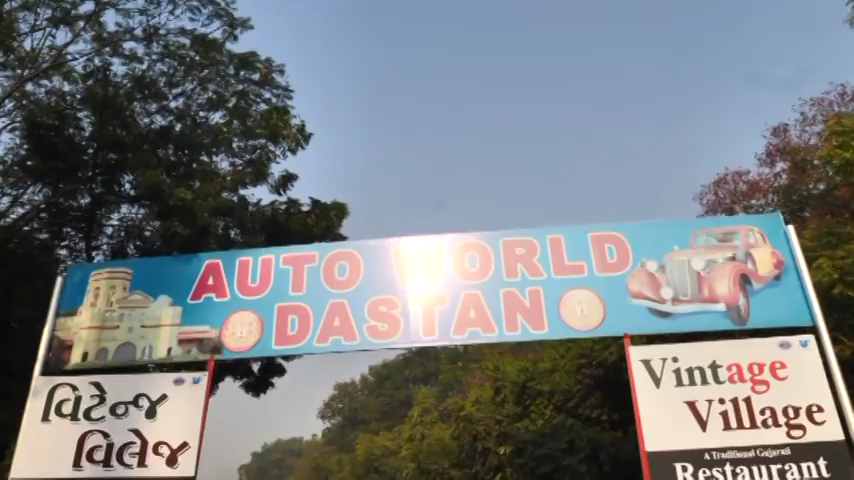 AUTO WORLD
DASTAN
વિંટેન્જ
વિલેજ
Vintage
Village
A Traditional Gujarati
Restaurant